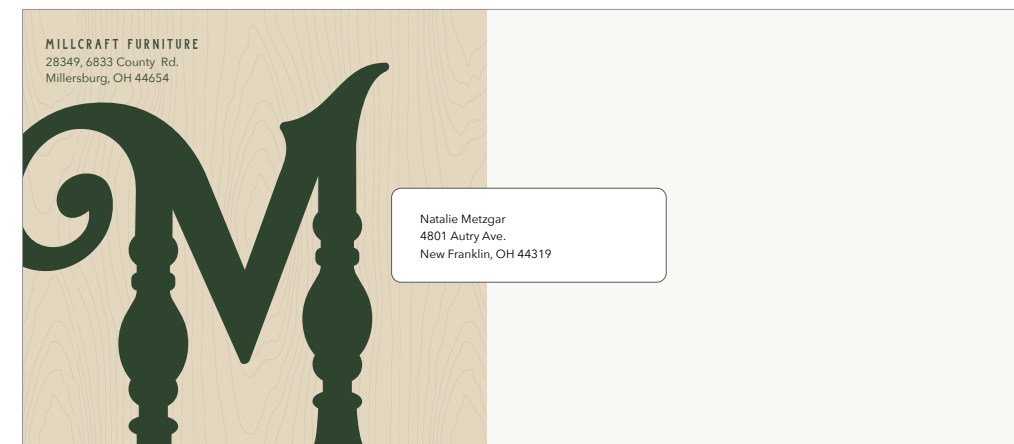 MILLCRAFT FURNITURE
28349, 6833 County Rd.
Millersburg, OH 44654
M
Natalie Metzgar
4801 Autry Ave.
New Franklin, OH 44319